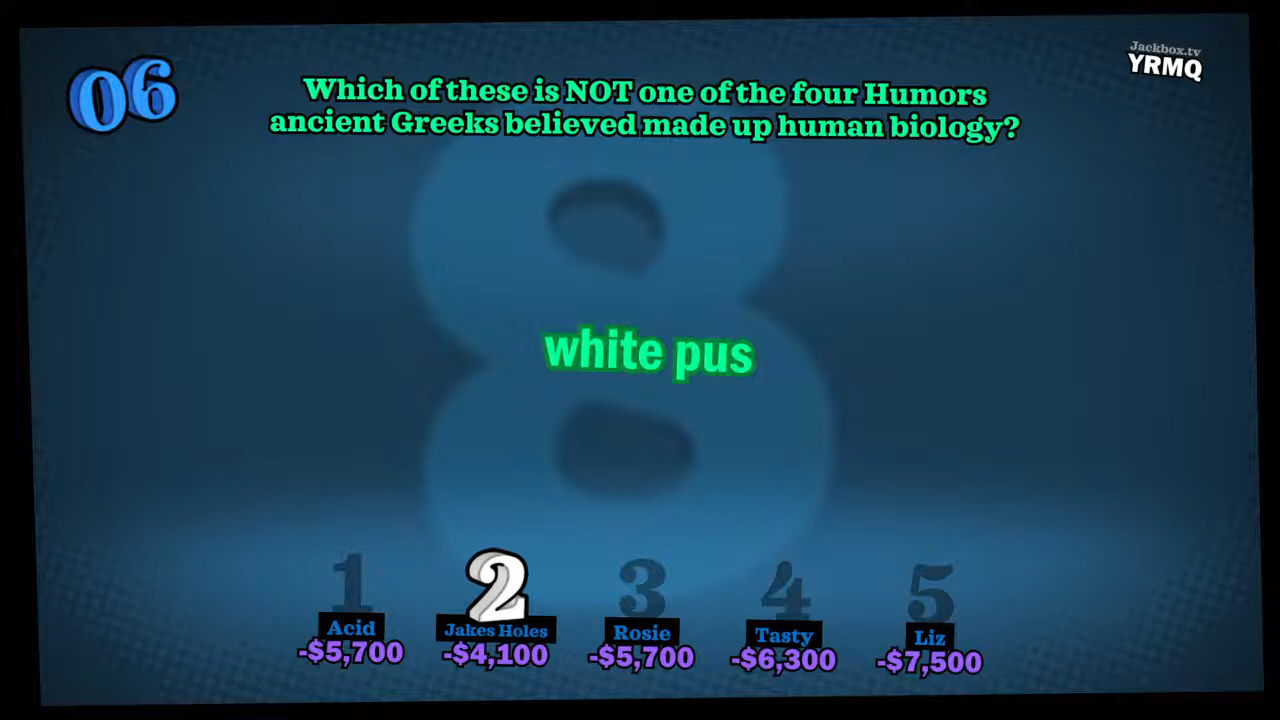 06
Jackbox.tv
YRMQ
Which of these is NOT one of the four Humors
ancient Greeks believed made up human biology?
white pus
1 2 3 4 5
Acid Jakes Holes Rosie Tasty Liz
-$5,700 -$4,100 -$5,700 -$6,300 -$7,500